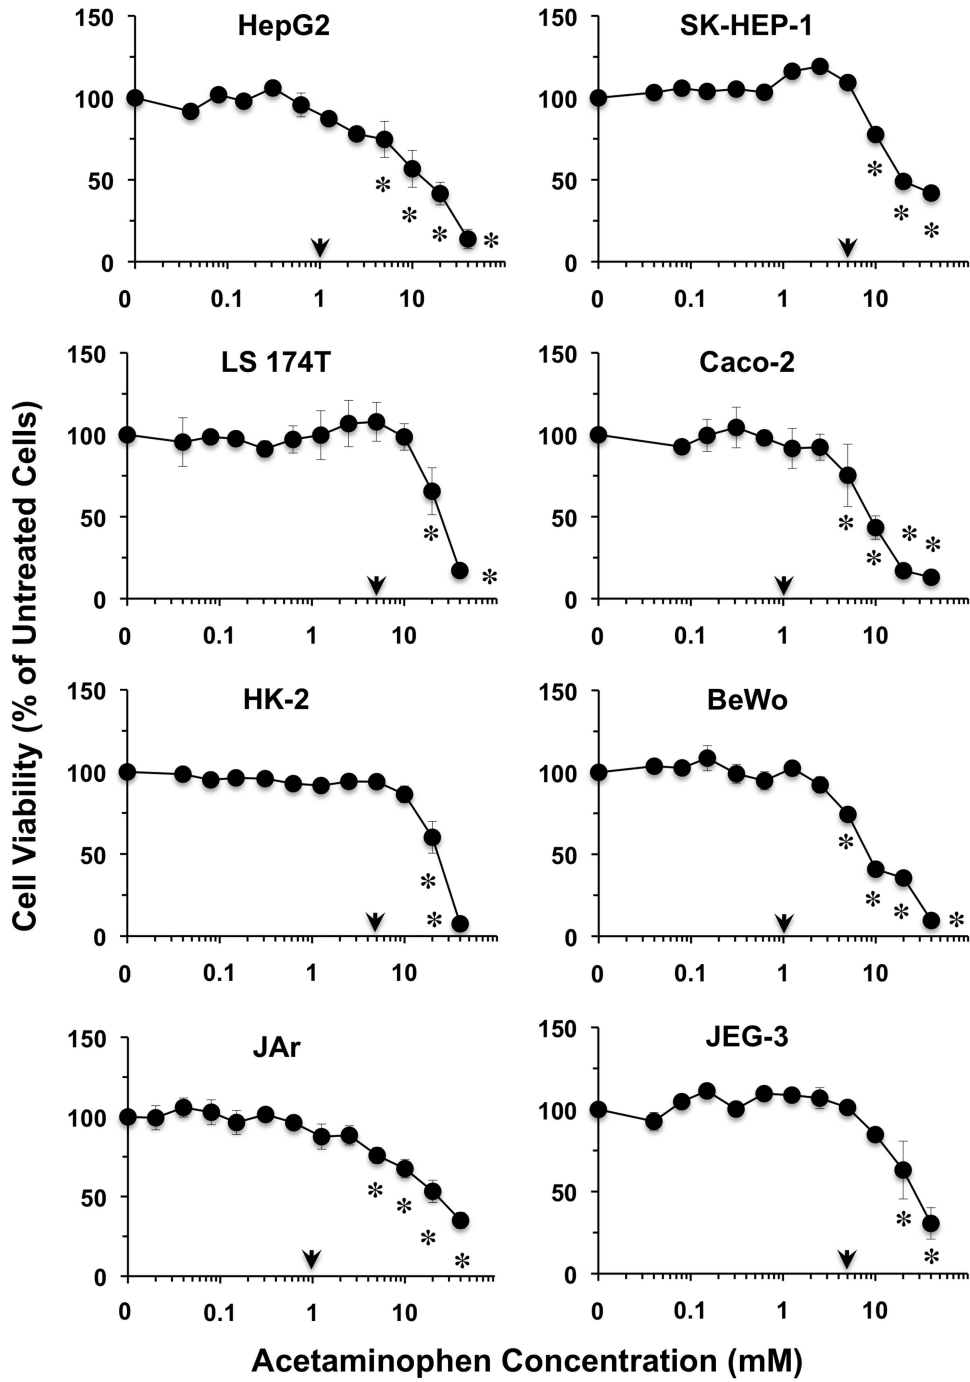 HepG2
150
100
50
0
0 0.1 1 10
* * * *
SK-HEP-1
150
100
50
0
0 0.1 1 10
* * *
LS 174T
150
100
50
0
0 0.1 1 10
* *
Caco-2
150
100
50
0
0 0.1 1 10
* * * *
HK-2
150
100
50
0
0 0.1 1 10
* *
BeWo
150
100
50
0
0 0.1 1 10
* * * *
JAr
150
100
50
0
0 0.1 1 10
* * * *
JEG-3
150
100
50
0
0 0.1 1 10
* *
Cell Viability (% of Untreated Cells)
Acetaminophen Concentration (mM)